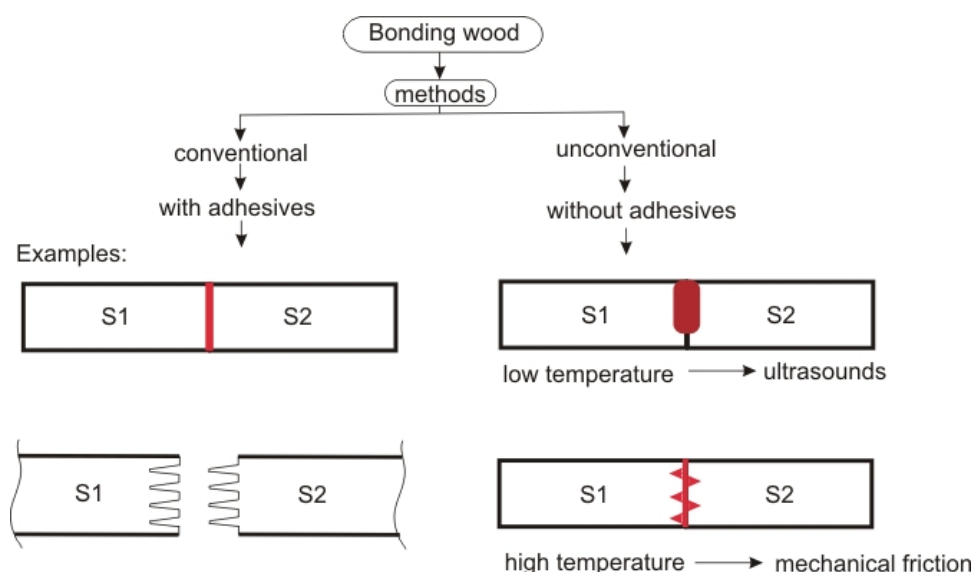 Bonding wood
methods
conventional
unconventional
with adhesives
without adhesives
Examples:
S1 S2
S1 S2
low temperature ultrasounds
S1 S2
S1 S2
high temperature mechanical friction